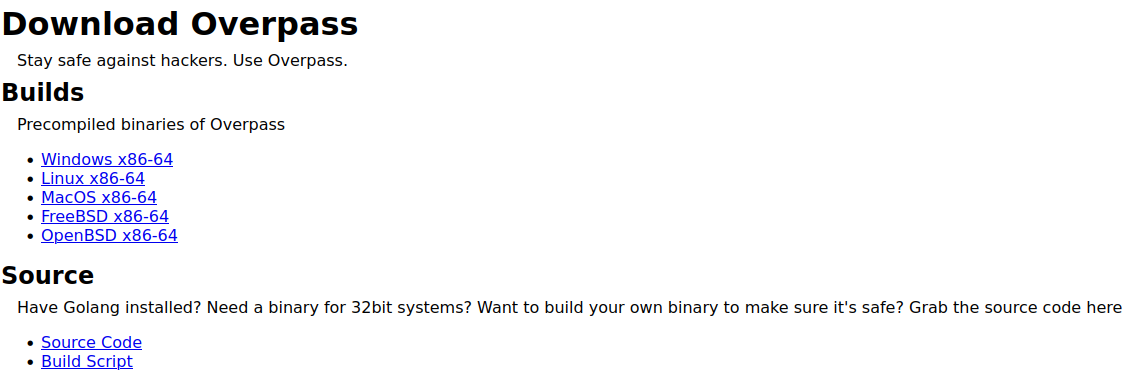 Download Overpass
Stay safe against hackers. Use Overpass.
Builds
Precompiled binaries of Overpass
• Windows x86-64
• Linux x86-64
• MacOS x86-64
• FreeBSD x86-64
• OpenBSD x86-64
Source
Have Golang installed? Need a binary for 32bit systems? Want to build your own binary to make sure it's safe? Grab the source code here
• Source Code
• Build Script